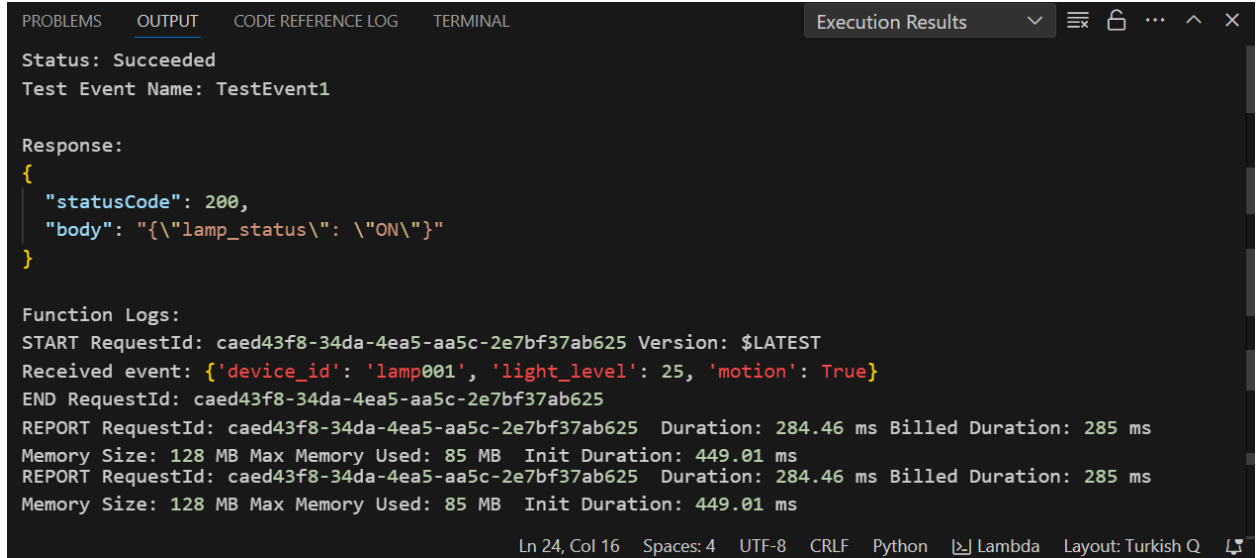 PROBLEMS OUTPUT CODE REFERENCE LOG TERMINAL Execution Results
Status: Succeeded
Test Event Name: TestEvent1
Response:
{
"statusCode": 200,
"body": "{\"lamp_status\": \"ON\"}"
}
Function Logs:
START RequestId: caed43f8-34da-4ea5-aa5c-2e7bf37ab625 Version: $LATEST
Received event: {'device_id': 'lamp001', 'light_level': 25, 'motion': True}
END RequestId: caed43f8-34da-4ea5-aa5c-2e7bf37ab625
REPORT RequestId: caed43f8-34da-4ea5-aa5c-2e7bf37ab625 Duration: 284.46 ms Billed Duration: 285 ms
Memory Size: 128 MB Max Memory Used: 85 MB Init Duration: 449.01 ms
REPORT RequestId: caed43f8-34da-4ea5-aa5c-2e7bf37ab625 Duration: 284.46 ms Billed Duration: 285 ms
Memory Size: 128 MB Max Memory Used: 85 MB Init Duration: 449.01 ms
Ln 24, Col 16 Spaces: 4 UTF-8 CRLF Python Lambda Layout: Turkish Q